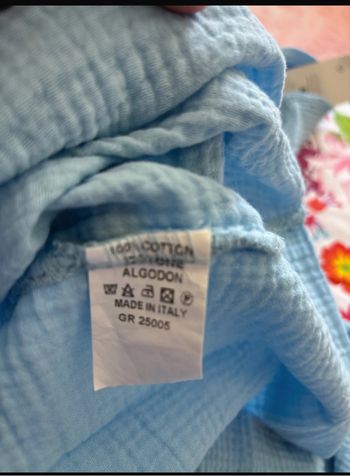 100% COTTON
ALGODON
MADE IN ITALY
GR 25005